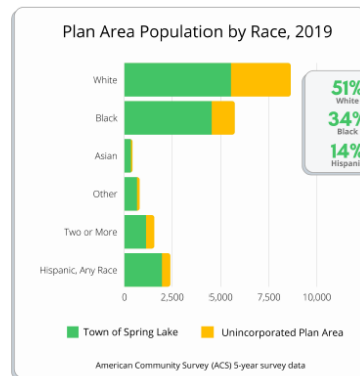 Plan Area Population by Race, 2019
White
Black
Asian
Other
Two or More
Hispanic, Any Race
0
2,500
5,000
7,500
10,000
51%
White
34%
Black
14%
Hispani
Town of Spring Lake
Unincorporated Plan Area
American Community Survey (ACS) 5-year survey data